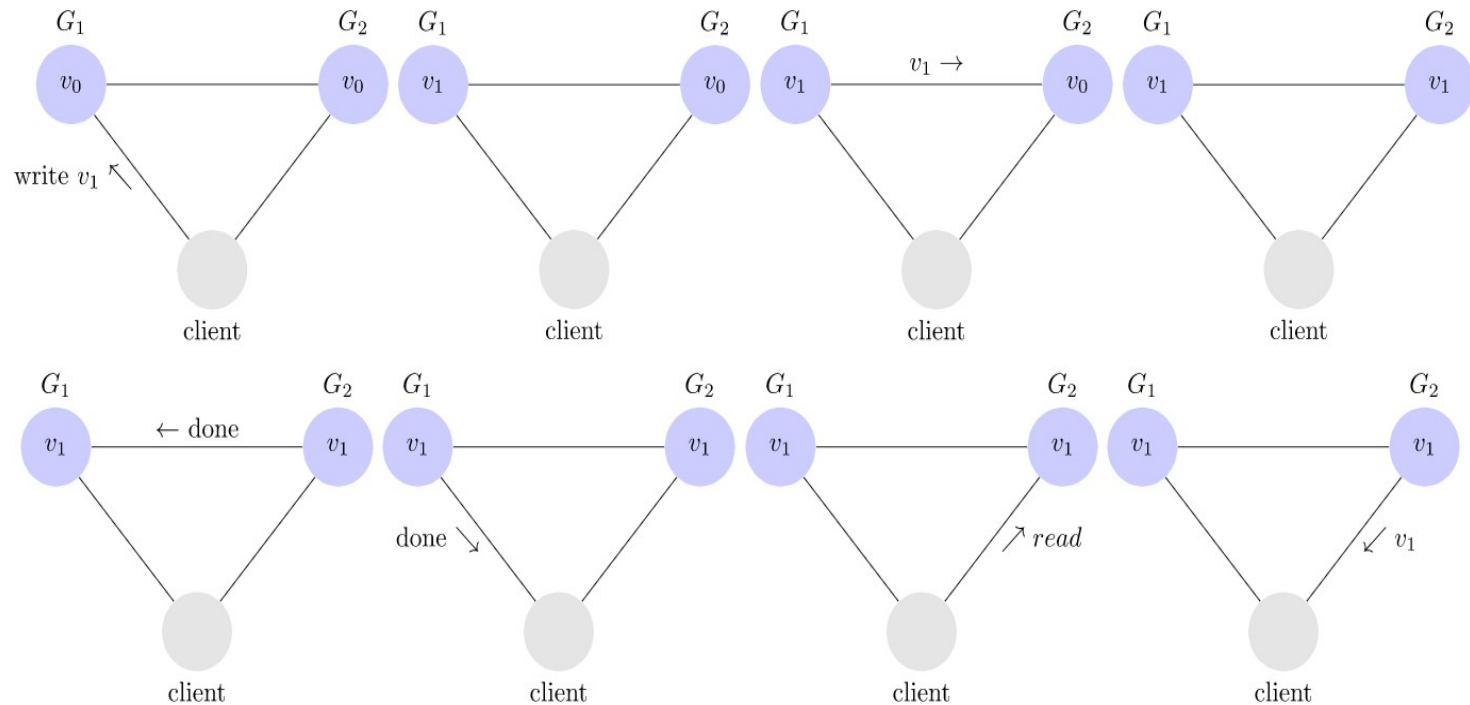 G₁ G₂ G₁ G₂ G₁ G₂ G₁ G₂
v₁ →
v₀ v₀ v₁ v₀ v₁ v₀ v₁ v₁
write v₁ ↖
client client client client
G₁ G₂ G₁ G₂ G₁ G₂ G₁ G₂
← done
v₁ v₁ v₁ v₁ v₁ v₁ v₁ v₁
done ↘ ↗ read ↙ v₁
client client client client